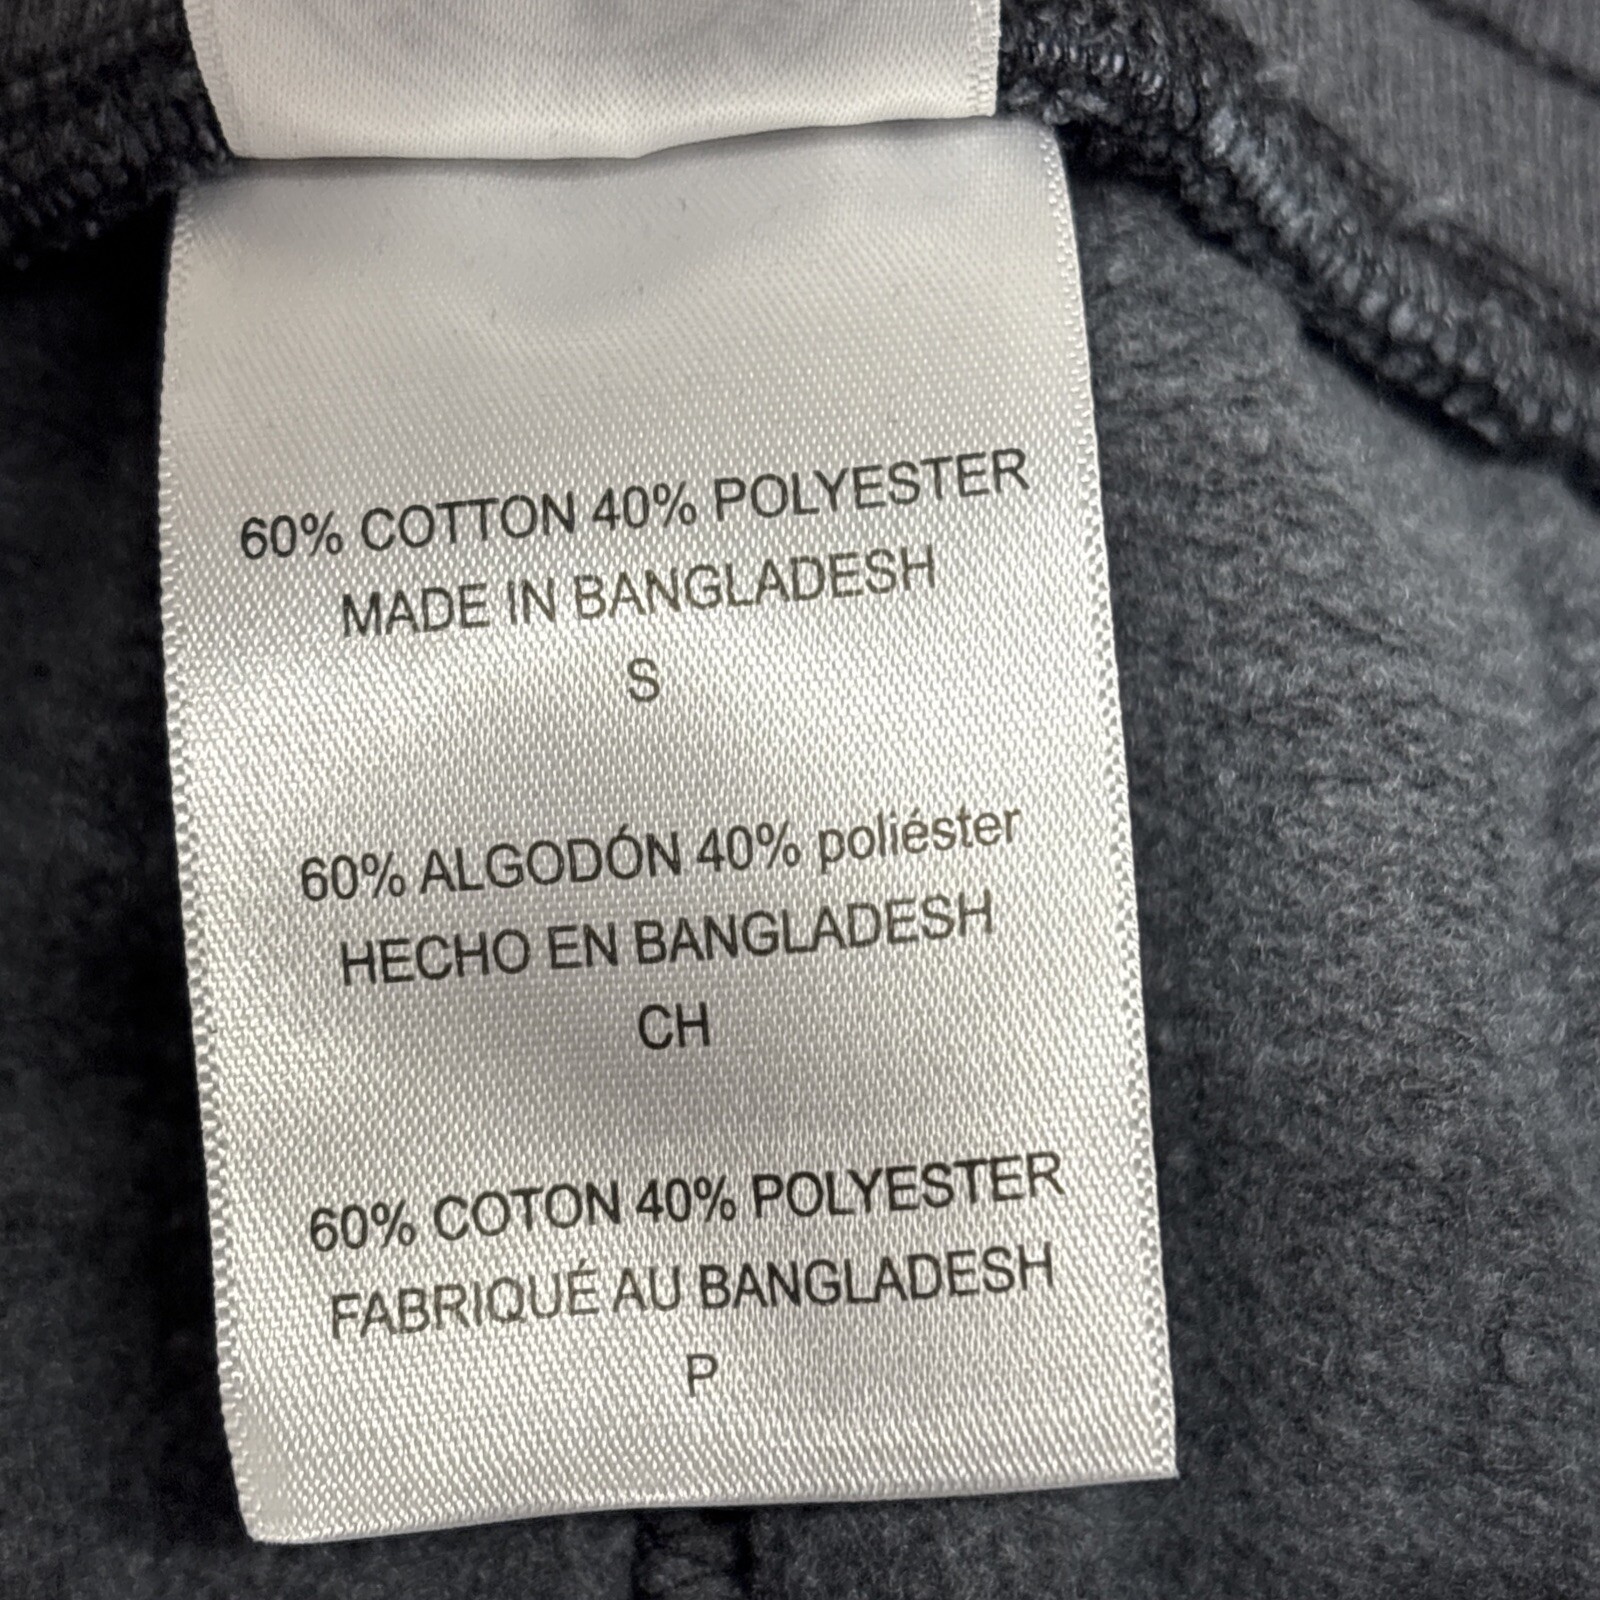 60% COTTON 40% POLYESTER
MADE IN BANGLADESH
S
60% ALGODÓN 40% poliéster
HECHO EN BANGLADESH
CH
60% COTON 40% POLYESTER
FABRIQUÉ AU BANGLADESH
P